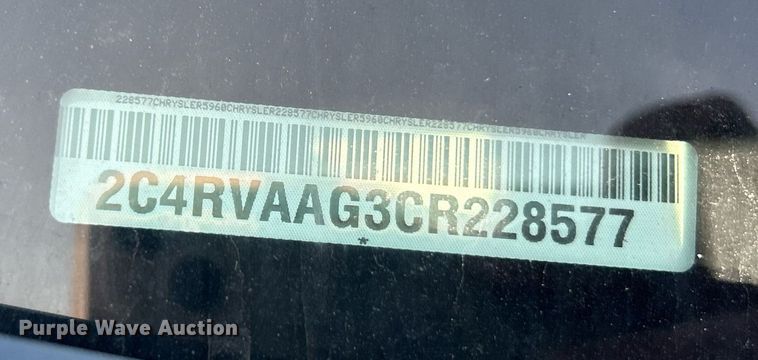 228577CHRYSLER5960CHRYSLER228577CHRYSLER5960CHRYSLER228577CHRYSLER5960CHRYSLER
2C4RVAAG3CR228577
*
Purple Wave Auction